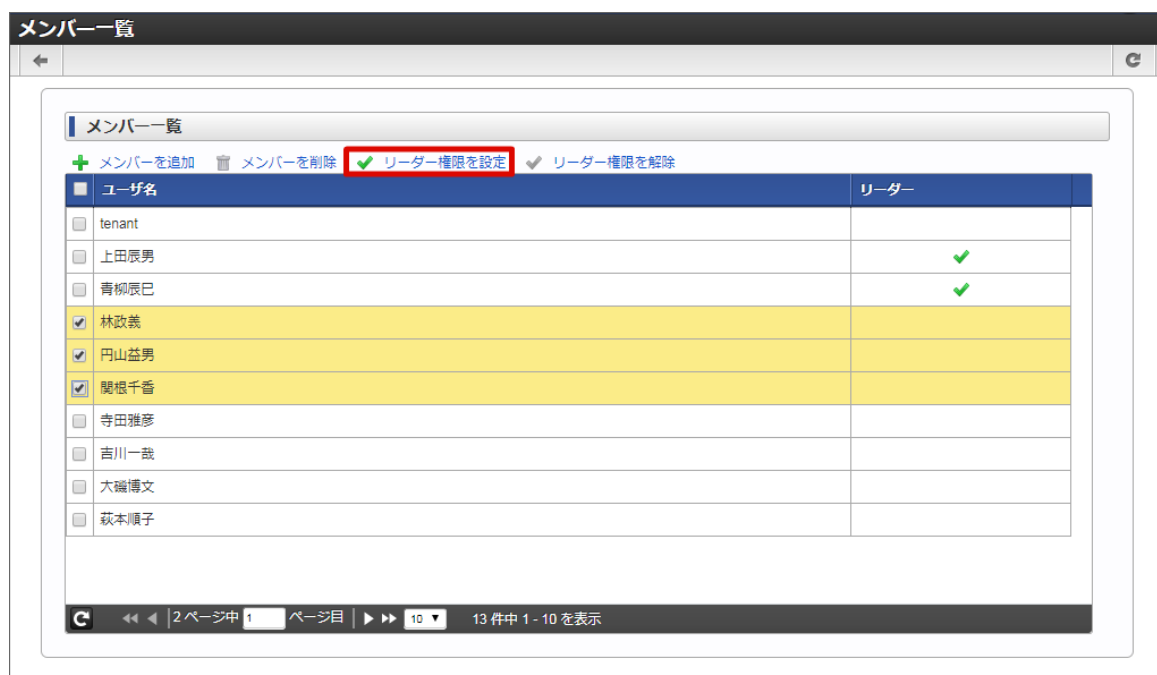 メンバー一覧
メンバー一覧
メンバーを追加 メンバーを削除 リーダー権限を設定 リーダー権限を解除
ユーザ名 リーダー
tenant
上田辰男
青柳辰巳
林政義
円山益男
関根千香
寺田雅彦
吉川一哉
大磯博文
萩本順子
2 ページ中 1 ページ目 10 13 件中 1 - 10 を表示